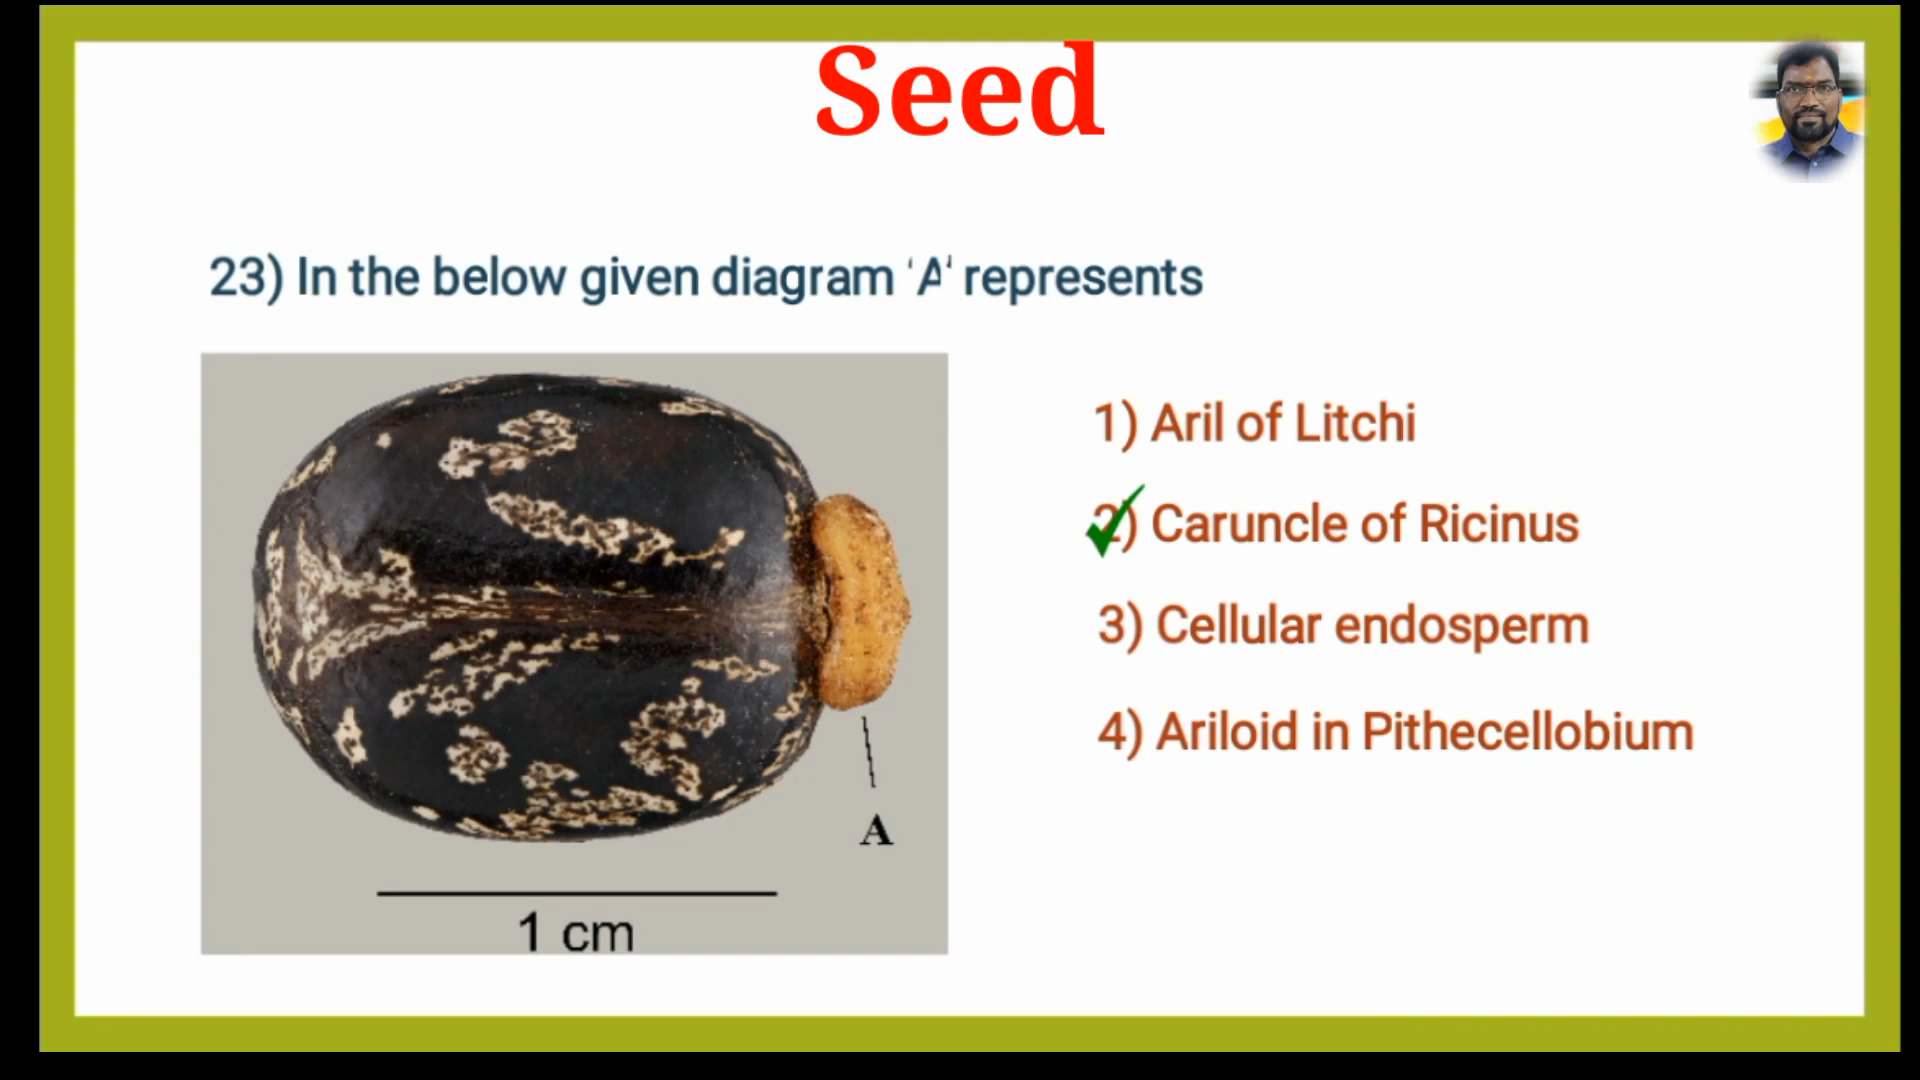 Seed
23) In the below given diagram ‘A’ represents
1) Aril of Litchi
2) Caruncle of Ricinus
3) Cellular endosperm
4) Ariloid in Pithecellobium
A
1 cm